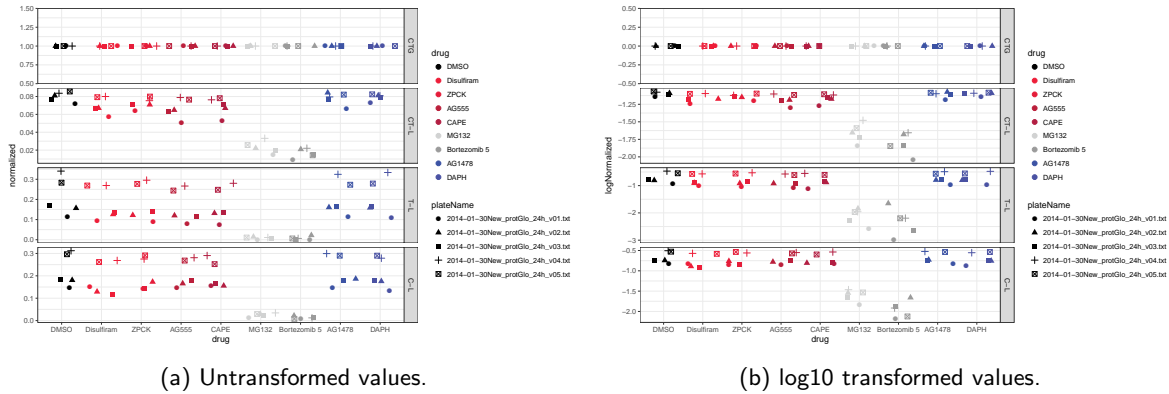 1.50
1.25
1.00
0.75
0.50
CTG
0.08
0.06
0.04
0.02
CT-L
0.3
0.2
0.1
0.0
T-L
0.3
0.2
0.1
0.0
C-L
normalized
DMSO Disulfiram ZPCK AG555 CAPE MG132 Bortezomib 5 AG1478 DAPH
drug
drug
DMSO
Disulfiram
ZPCK
AG555
CAPE
MG132
Bortezomib 5
AG1478
DAPH
plateName
2014-01-30New_protGlo_24h_v01.txt
2014-01-30New_protGlo_24h_v02.txt
2014-01-30New_protGlo_24h_v03.txt
2014-01-30New_protGlo_24h_v04.txt
2014-01-30New_protGlo_24h_v05.txt
(a) Untransformed values.
0.50
0.25
0.00
0.25
0.50
CTG
-1.25
-1.50
-1.75
-2.00
CT-L
-1
-2
-3
T-L
-0.5
-1.0
-1.5
-2.0
C-L
logNormalized
DMSO Disulfiram ZPCK AG555 CAPE MG132 Bortezomib 5 AG1478 DAPH
drug
drug
DMSO
Disulfiram
ZPCK
AG555
CAPE
MG132
Bortezomib 5
AG1478
DAPH
plateName
2014-01-30New_protGlo_24h_v01.txt
2014-01-30New_protGlo_24h_v02.txt
2014-01-30New_protGlo_24h_v03.txt
2014-01-30New_protGlo_24h_v04.txt
2014-01-30New_protGlo_24h_v05.txt
(b) log10 transformed values.